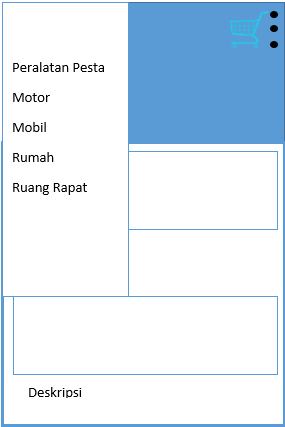 Peralatan Pesta
Motor
Mobil
Rumah
Ruang Rapat
Deskripsi